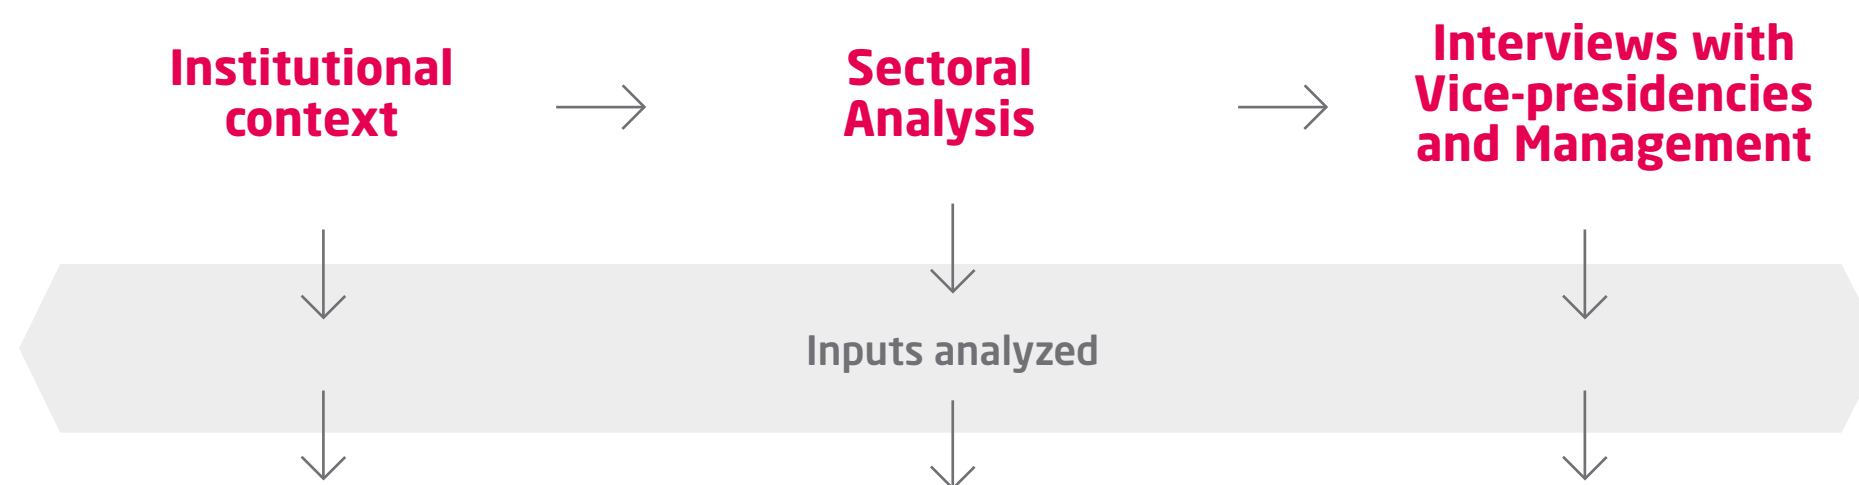 Institutional
context
Sectoral
Analysis
Interviews with
Vice-presidencies
and Management
Inputs analyzed